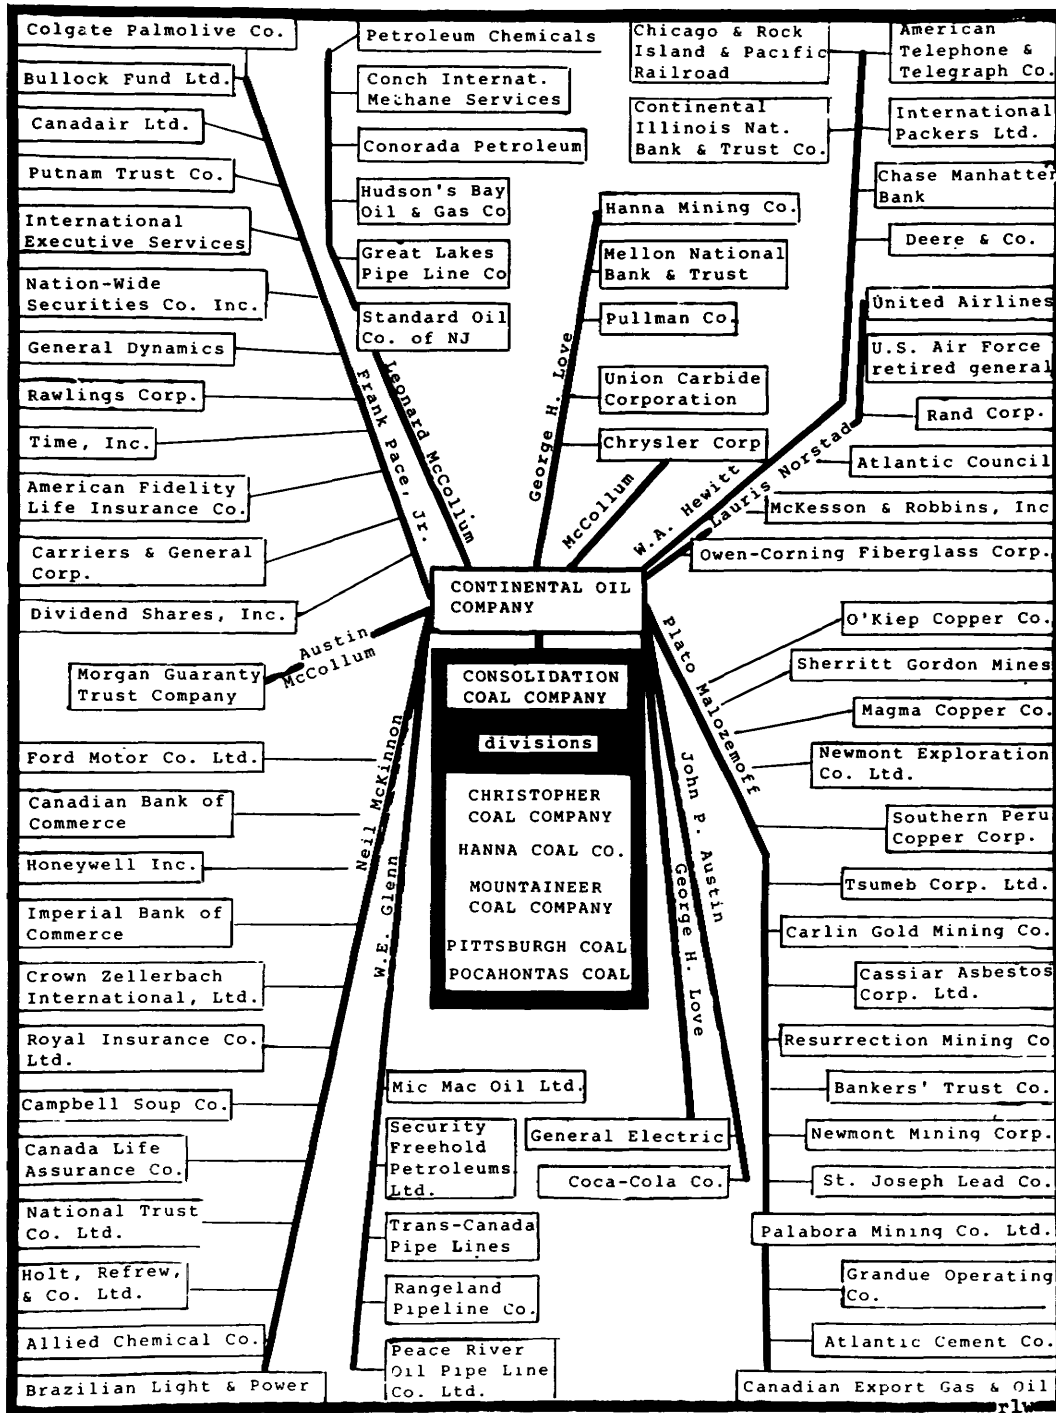 Colgate Palmolive Co.
Bullock Fund Ltd.
Canadair Ltd.
Putnam Trust Co.
International
Executive Services
Nation-Wide
Securities Co. Inc.
General Dynamics
Rawlings Corp.
Time, Inc.
American Fidelity
Life Insurance Co.
Carriers & General
Corp.
Dividend Shares, Inc.
Frank Pace, Jr.
Petroleum Chemicals
Conch Internat.
Methane Services
Conorada Petroleum
Hudson's Bay
Oil & Gas Co
Great Lakes
Pipe Line Co
Standard Oil
Co. of NJ
Leonard McCollum
Hanna Mining Co.
Mellon National
Bank & Trust
Pullman Co.
Union Carbide
Corporation
Chrysler Corp
George H. Love
McCollum
Chicago & Rock
Island & Pacific
Railroad
Continental
Illinois Nat.
Bank & Trust Co.
American
Telephone &
Telegraph Co.
International
Packers Ltd.
Chase Manhatter
Bank
Deere & Co.
W.A. Hewitt
United Airlines
U.S. Air Force
retired general
Rand Corp.
Atlantic Council
McKesson & Robbins, Inc
Owen-Corning Fiberglass Corp.
Lauris Norstad
CONTINENTAL OIL
COMPANY
CONSOLIDATION
COAL COMPANY
divisions
CHRISTOPHER
COAL COMPANY
HANNA COAL CO.
MOUNTAINEER
COAL COMPANY
PITTSBURGH COAL
POCAHONTAS COAL
Austin
McCollum
Morgan Guaranty
Trust Company
Ford Motor Co. Ltd.
Canadian Bank of
Commerce
Honeywell Inc.
Imperial Bank of
Commerce
Crown Zellerbach
International, Ltd.
Royal Insurance Co.
Ltd.
Campbell Soup Co.
Canada Life
Assurance Co.
National Trust
Co. Ltd.
Holt, Refrew,
& Co. Ltd.
Allied Chemical Co.
Brazilian Light & Power
Neil McKinnon
W.E. Glenn
Mic Mac Oil Ltd.
Security
Freehold
Petroleums
Ltd.
Trans-Canada
Pipe Lines
Rangeland
Pipeline Co.
Peace River
Oil Pipe Line
Co. Ltd.
John P. Austin
George H. Love
General Electric
Coca-Cola Co.
Plato Malozemoff
O'Kiep Copper Co.
Sherritt Gordon Mines
Magma Copper Co.
Newmont Exploration
Co. Ltd.
Southern Peru
Copper Corp.
Tsumeb Corp. Ltd.
Carlin Gold Mining Co.
Cassiar Asbestos
Corp. Ltd.
Resurrection Mining Co
Bankers' Trust Co.
Newmont Mining Corp.
St. Joseph Lead Co.
Palabora Mining Co. Ltd.
Grandue Operating
Co.
Atlantic Cement Co.
Canadian Export Gas & Oil
rlw